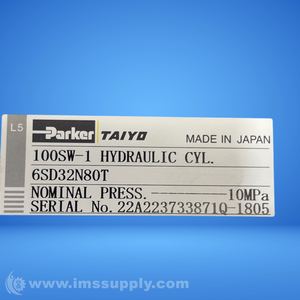 L5
Parker TAIYO
MADE IN JAPAN
100SW-1 HYDRAULIC CYL.
6SD32N80T
NOMINAL PRESS. 10MPa
SERIAL No. 22A223733871Q-1805
www.imssupply.com